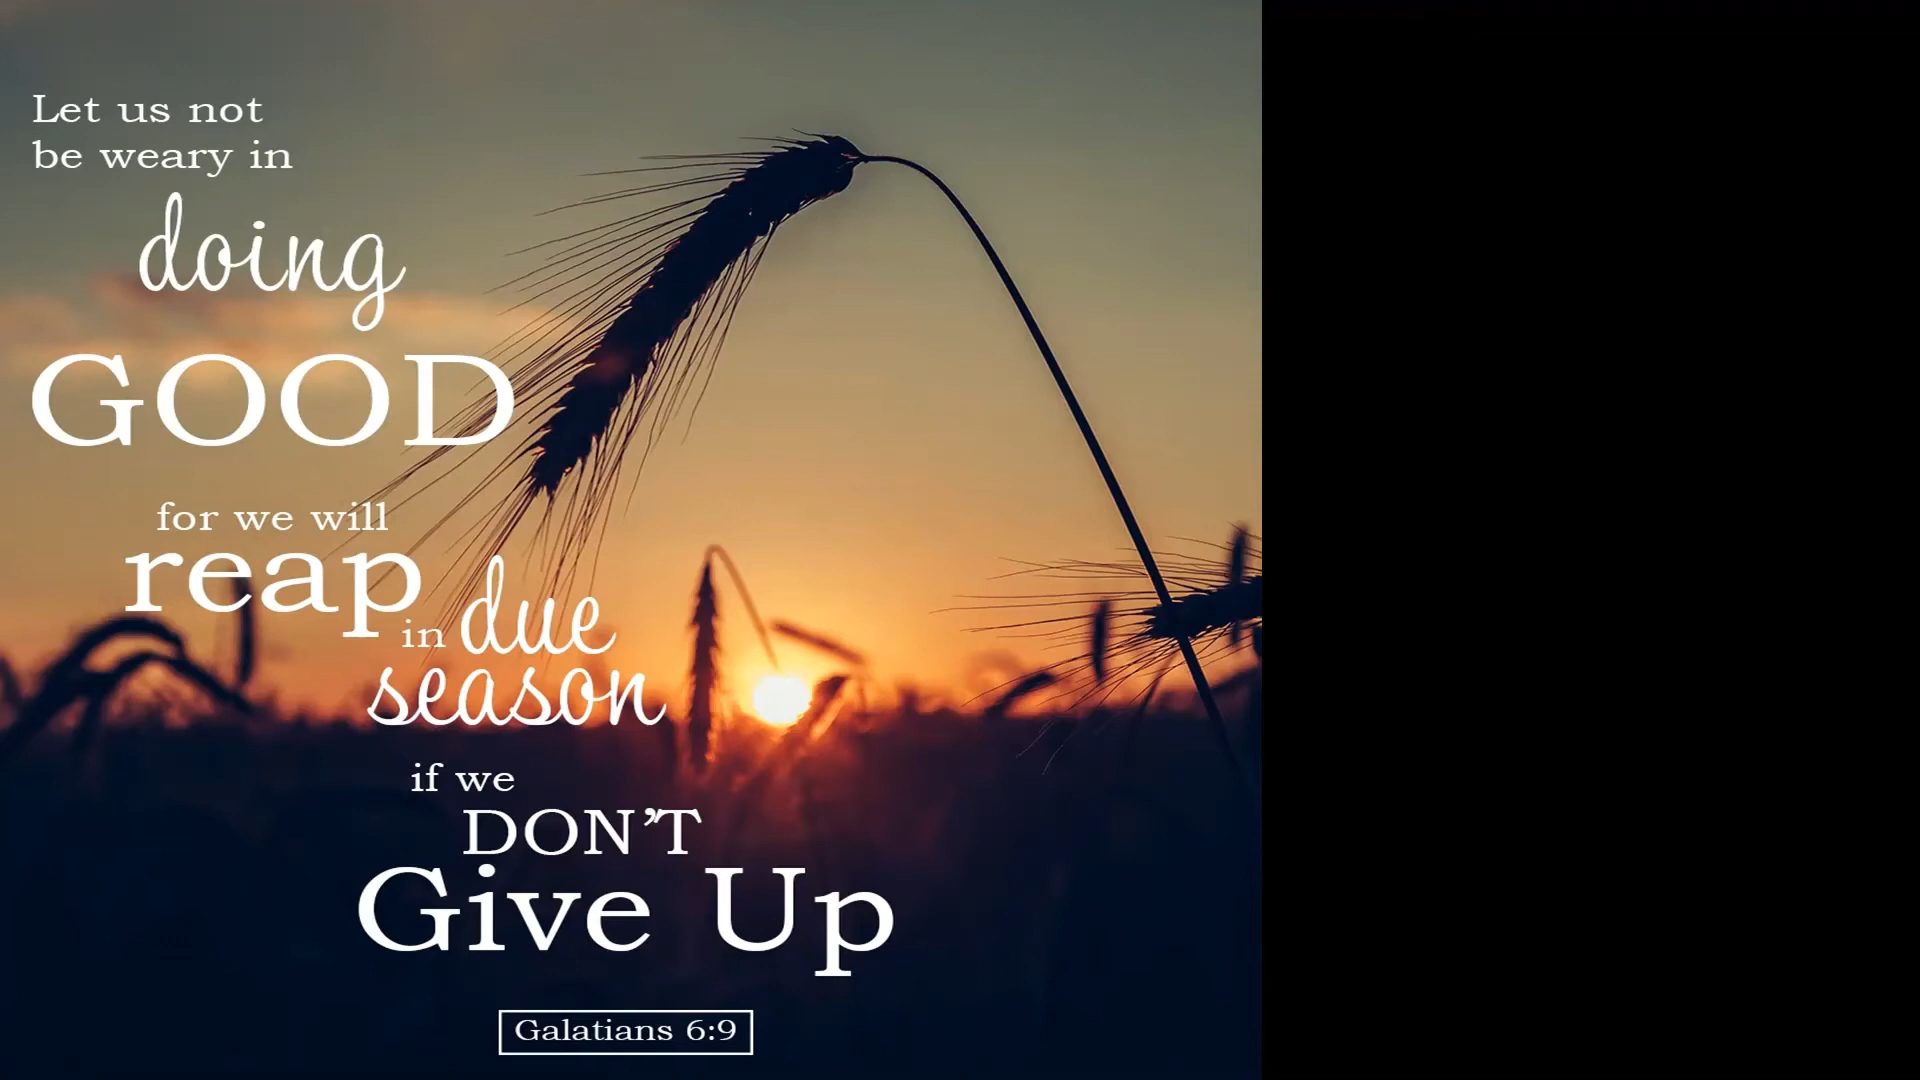 Let us not
be weary in
doing
GOOD
for we will
reap
in due
season
if we
DON'T
Give Up
Galatians 6:9